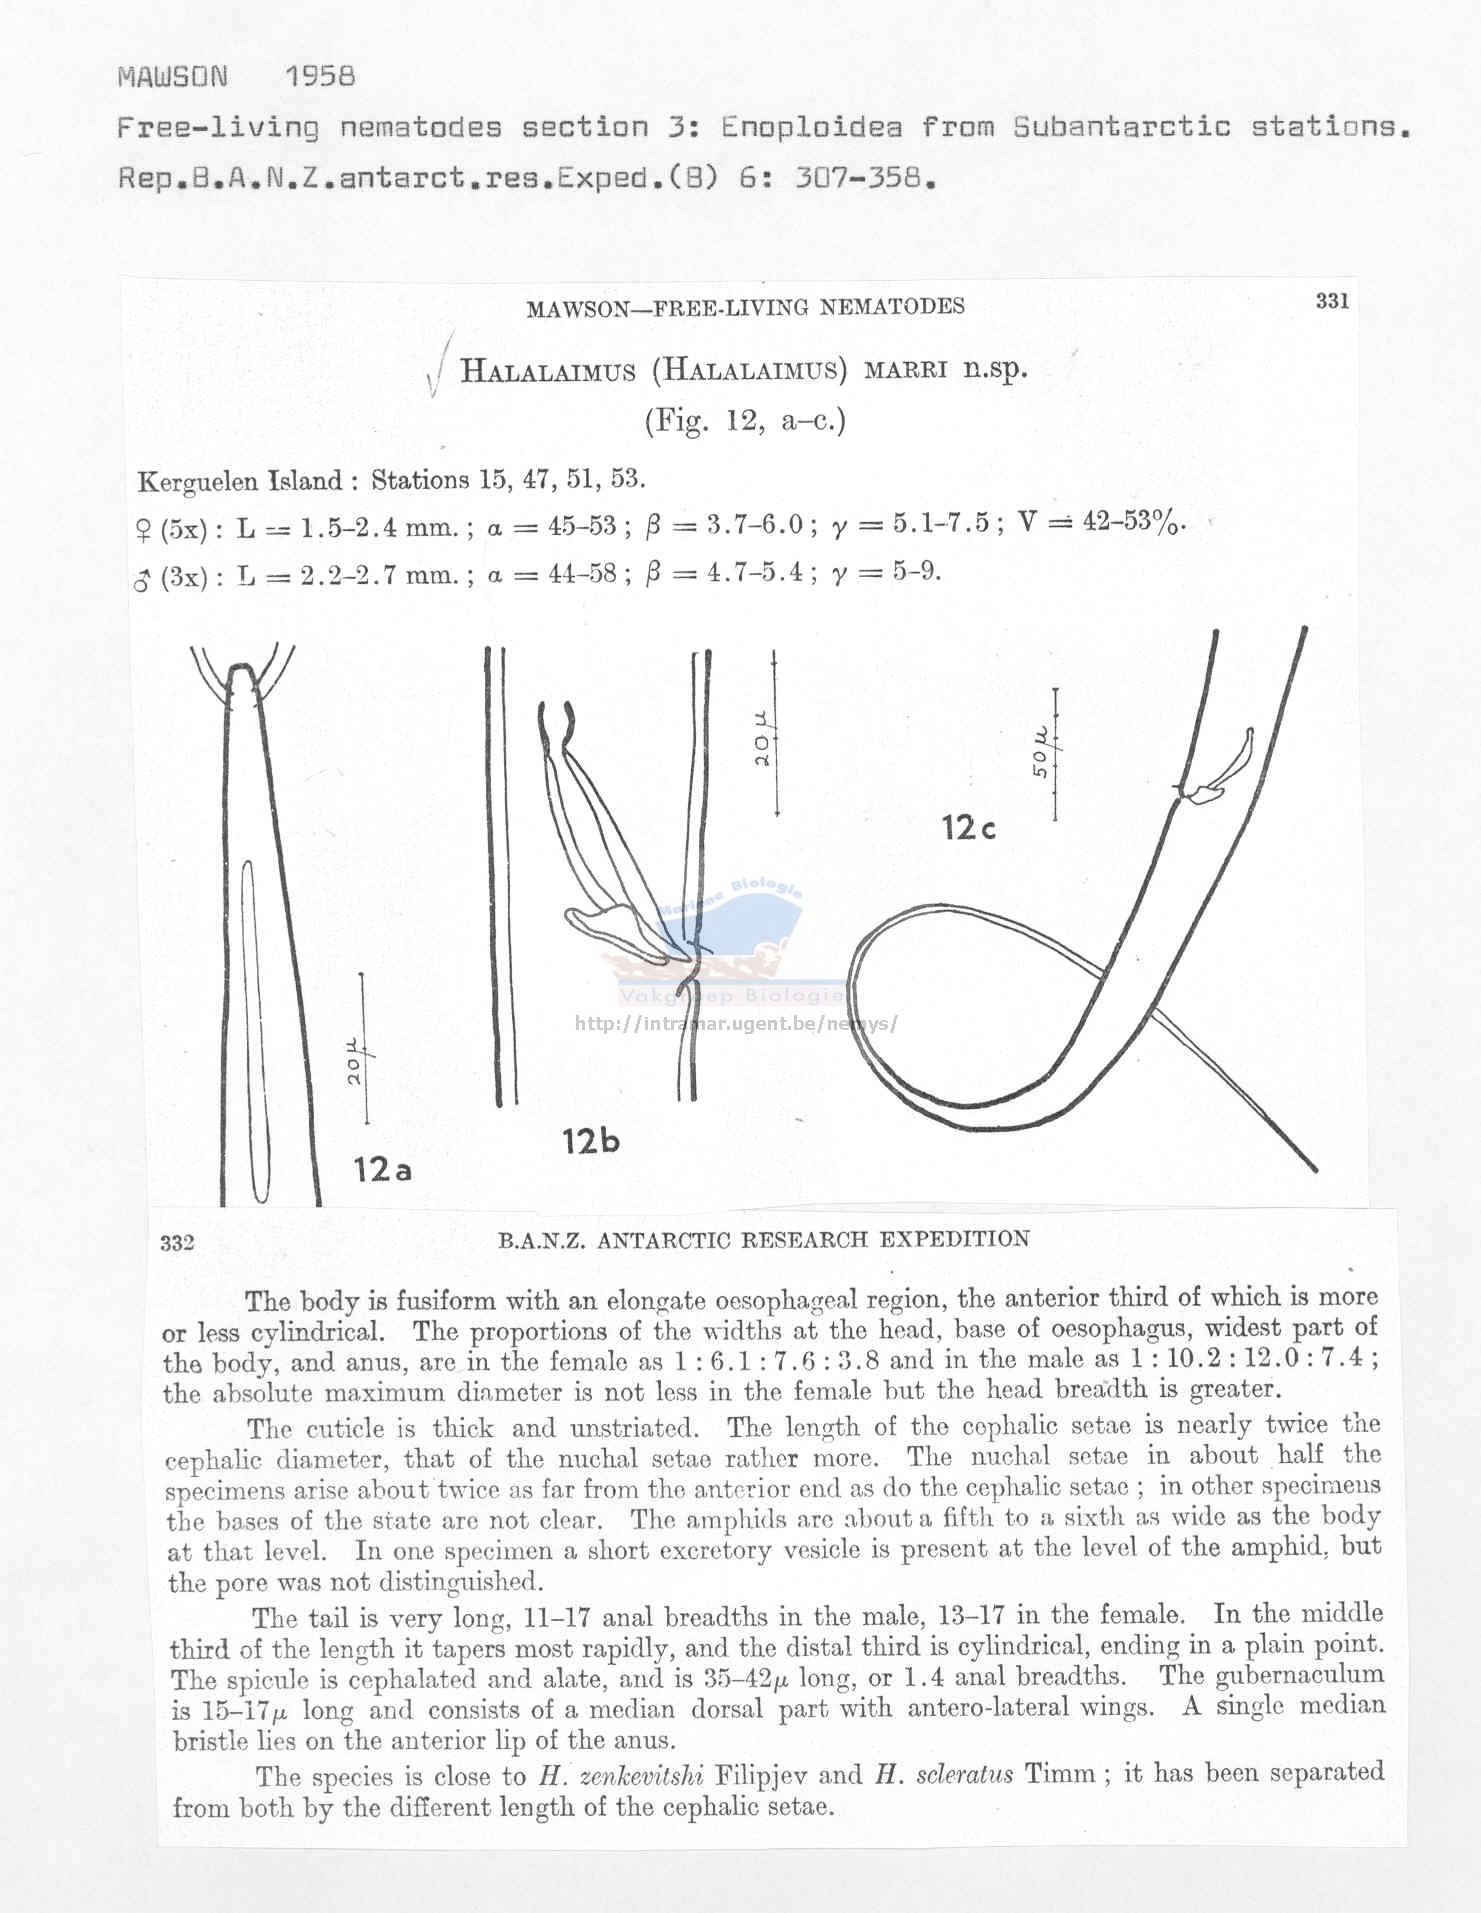 MAWSON 1958
Free-living nematodes section 3: Enoploidea from Subantarctic stations.
Rep.B.A.N.Z.antarct.res.Exped.(B) 6: 307-358.
MAWSON—FREE-LIVING NEMATODES 331
HALALAIMUS (HALALAIMUS) MARRI n.sp.
(Fig. 12, a–c.)
Kerguelen Island : Stations 15, 47, 51, 53.
♀ (5x) : L = 1.5–2.4 mm. ; α = 45–53 ; β = 3.7–6.0 ; γ = 5.1–7.5 ; V = 42–53%.
♂ (3x) : L = 2.2–2.7 mm. ; α = 44–58 ; β = 4.7–5.4 ; γ = 5–9.
20µ
50µ
12c
Mariene Biologie
Vakgroep Biologie
http://intramar.ugent.be/nemys/
20µ
12b
12a
332 B.A.N.Z. ANTARCTIC RESEARCH EXPEDITION
The body is fusiform with an elongate oesophageal region, the anterior third of which is more
or less cylindrical. The proportions of the widths at the head, base of oesophagus, widest part of
the body, and anus, are in the female as 1 : 6.1 : 7.6 : 3.8 and in the male as 1 : 10.2 : 12.0 : 7.4 ;
the absolute maximum diameter is not less in the female but the head breadth is greater.
The cuticle is thick and unstriated. The length of the cephalic setae is nearly twice the
cephalic diameter, that of the nuchal setae rather more. The nuchal setae in about half the
specimens arise about twice as far from the anterior end as do the cephalic setae ; in other specimens
the bases of the state are not clear. The amphids are about a fifth to a sixth as wide as the body
at that level. In one specimen a short excretory vesicle is present at the level of the amphid, but
the pore was not distinguished.
The tail is very long, 11–17 anal breadths in the male, 13–17 in the female. In the middle
third of the length it tapers most rapidly, and the distal third is cylindrical, ending in a plain point.
The spicule is cephalated and alate, and is 35–42µ long, or 1.4 anal breadths. The gubernaculum
is 15–17µ long and consists of a median dorsal part with antero-lateral wings. A single median
bristle lies on the anterior lip of the anus.
The species is close to H. zenkevitshi Filipjev and H. scleratus Timm ; it has been separated
from both by the different length of the cephalic setae.